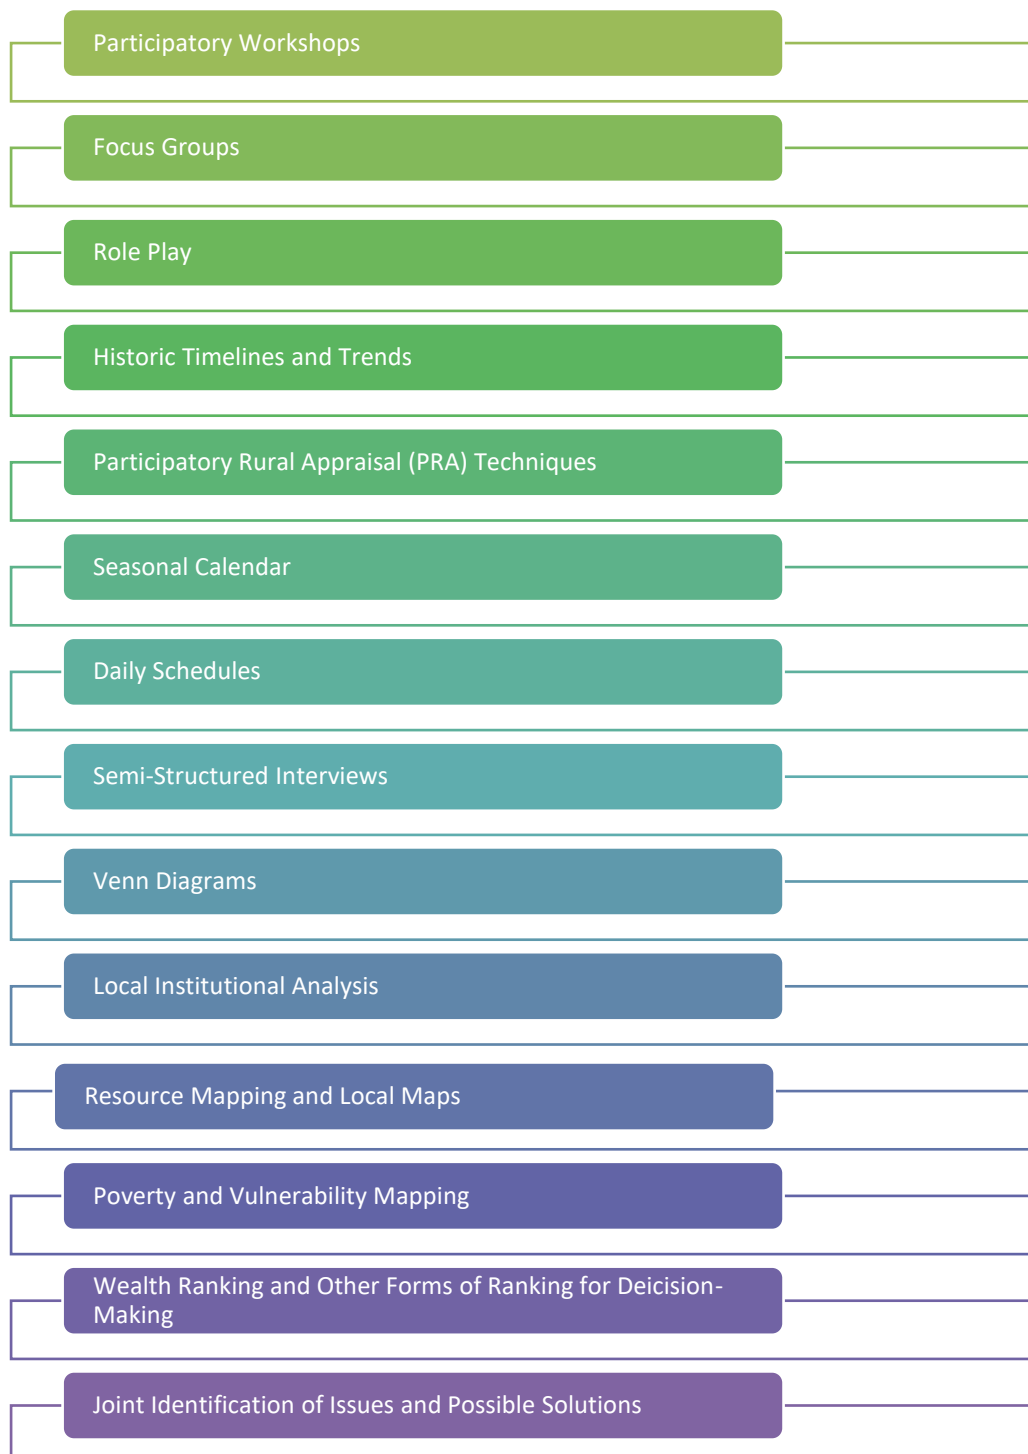 Participatory Workshops
Focus Groups
Role Play
Historic Timelines and Trends
Participatory Rural Appraisal (PRA) Techniques
Seasonal Calendar
Daily Schedules
Semi-Structured Interviews
Venn Diagrams
Local Institutional Analysis
Resource Mapping and Local Maps
Poverty and Vulnerability Mapping
Wealth Ranking and Other Forms of Ranking for Deicision-
Making
Joint Identification of Issues and Possible Solutions